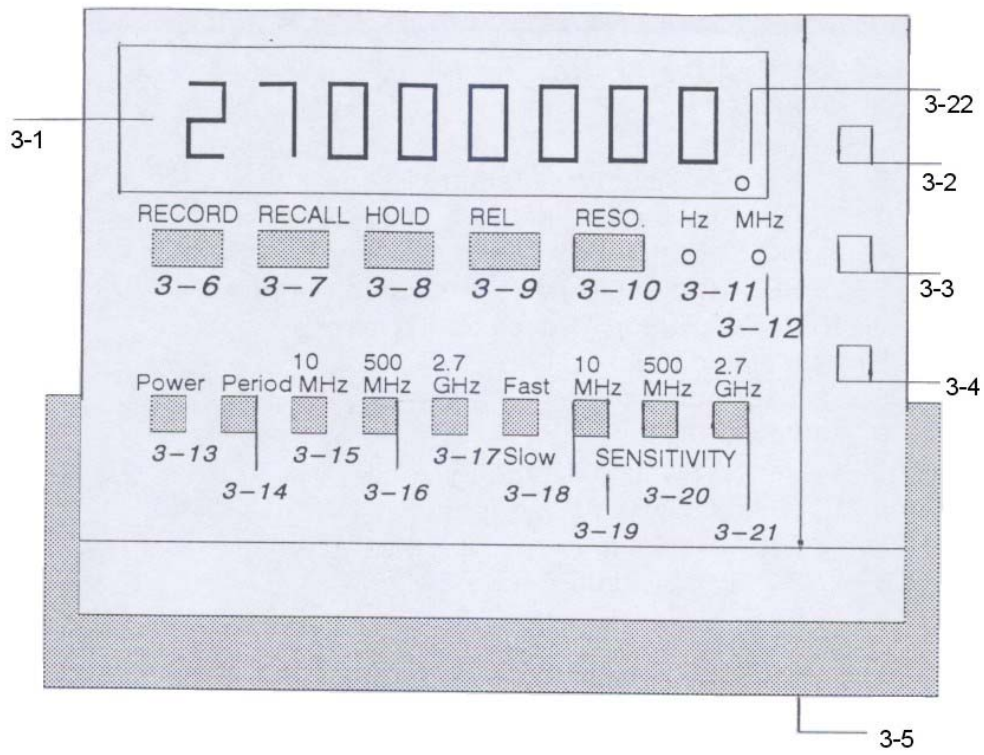 27000000
3-1
3-22
3-2
RECORD RECALL HOLD REL RESO. Hz MHz
3-6 3-7 3-8 3-9 3-10 3-11
3-3
3-12
10 500 2.7 10 500 2.7
Power Period MHz MHz GHz Fast MHz MHz GHz
3-4
3-13 3-15 3-17 Slow SENSITIVITY
3-14 3-16 3-18 3-20
3-19 3-21
3-5